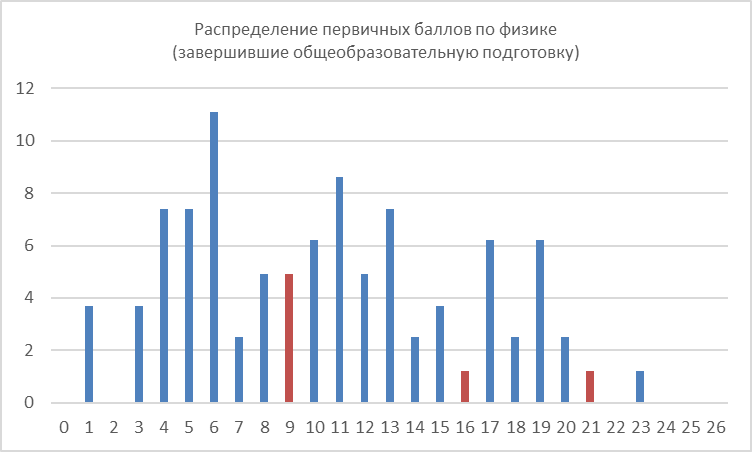 Распределение первичных баллов по физике
(завершившие общеобразовательную подготовку)
12
10
8
6
4
2
0
0 1 2 3 4 5 6 7 8 9 10 11 12 13 14 15 16 17 18 19 20 21 22 23 24 25 26